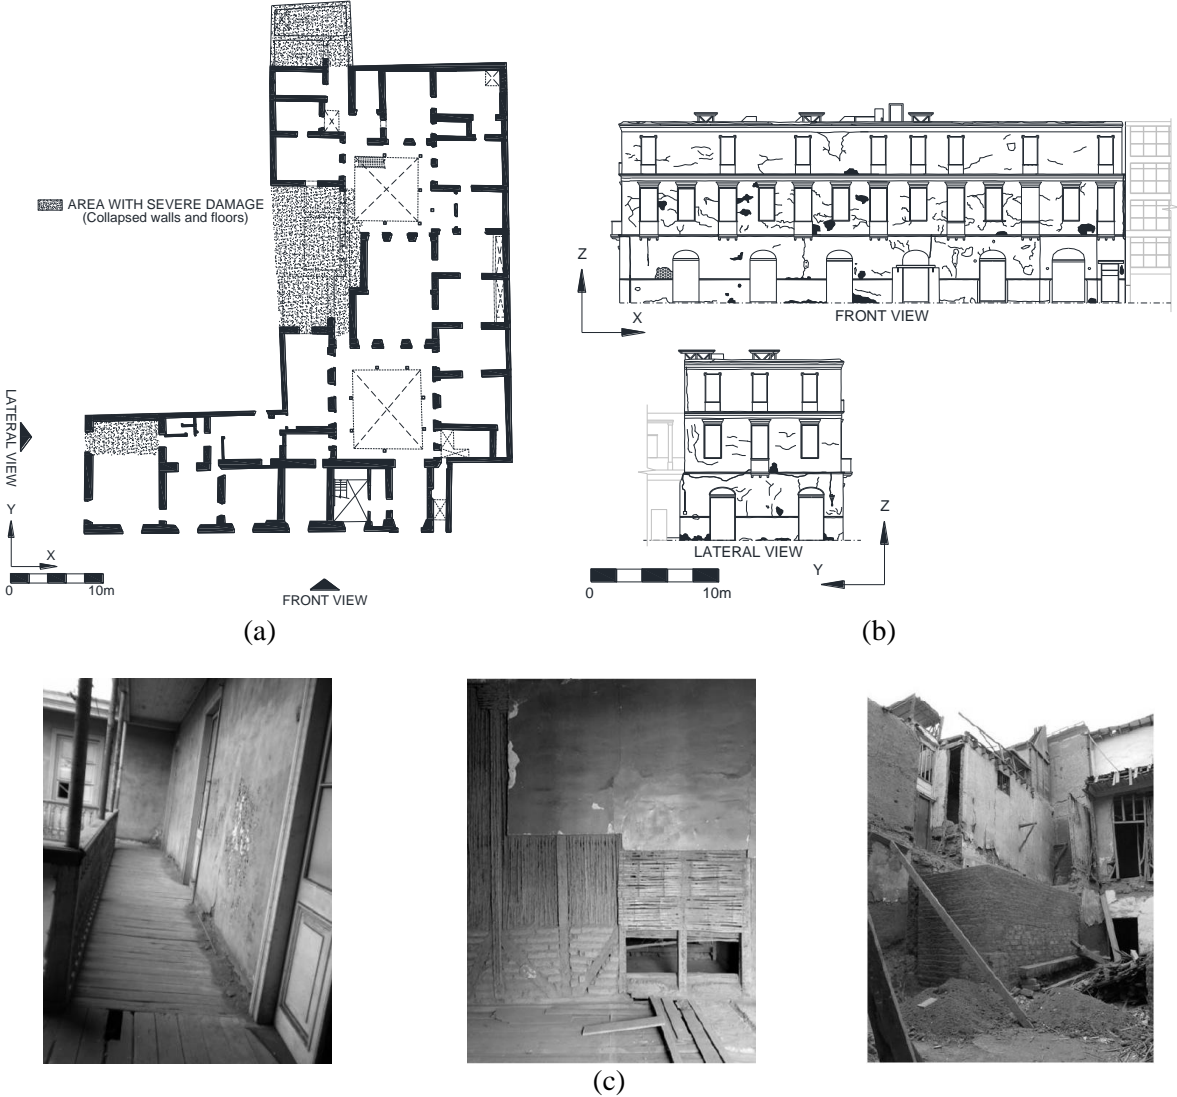 AREA WITH SEVERE DAMAGE
(Collapsed walls and floors)
X
LATERAL VIEW
Y
X
0 10m
FRONT VIEW
(a)
Z
X
FRONT VIEW
LATERAL VIEW
Z
Y
0 10m
(b)
(c)